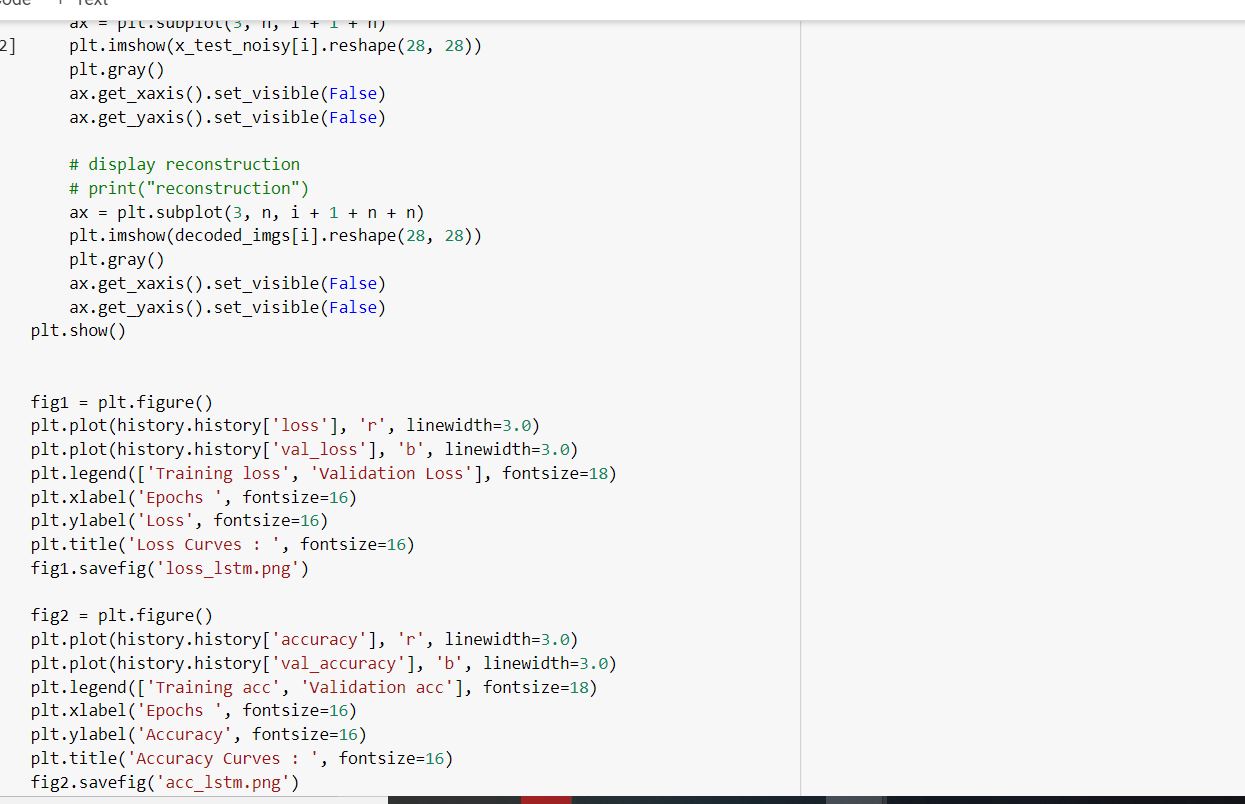 ode + Text
ax = plt.subplot(3, n, i + 1 + n)
2]
plt.imshow(x_test_noisy[i].reshape(28, 28))
plt.gray()
ax.get_xaxis().set_visible(False)
ax.get_yaxis().set_visible(False)
# display reconstruction
# print("reconstruction")
ax = plt.subplot(3, n, i + 1 + n + n)
plt.imshow(decoded_imgs[i].reshape(28, 28))
plt.gray()
ax.get_xaxis().set_visible(False)
ax.get_yaxis().set_visible(False)
plt.show()
fig1 = plt.figure()
plt.plot(history.history['loss'], 'r', linewidth=3.0)
plt.plot(history.history['val_loss'], 'b', linewidth=3.0)
plt.legend(['Training loss', 'Validation Loss'], fontsize=18)
plt.xlabel('Epochs ', fontsize=16)
plt.ylabel('Loss', fontsize=16)
plt.title('Loss Curves : ', fontsize=16)
fig1.savefig('loss_lstm.png')
fig2 = plt.figure()
plt.plot(history.history['accuracy'], 'r', linewidth=3.0)
plt.plot(history.history['val_accuracy'], 'b', linewidth=3.0)
plt.legend(['Training acc', 'Validation acc'], fontsize=18)
plt.xlabel('Epochs ', fontsize=16)
plt.ylabel('Accuracy', fontsize=16)
plt.title('Accuracy Curves : ', fontsize=16)
fig2.savefig('acc_lstm.png')